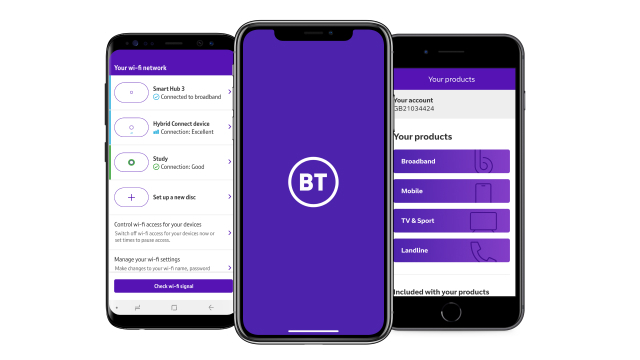 Your wi-fi network
Smart Hub 3
Connected to broadband
Hybrid Connect device
Connection: Excellent
Study
Connection: Good
Set up a new disc
Control wi-fi access for your devices
Switch off wi-fi access for your devices now or
set times to pause access.
Manage your wi-fi settings
Make changes to your wi-fi name, password
Check wi-fi signal
BT
Your products
Your account
GB21034424
Your products
Broadband
Mobile
TV & Sport
Landline
Included with your products